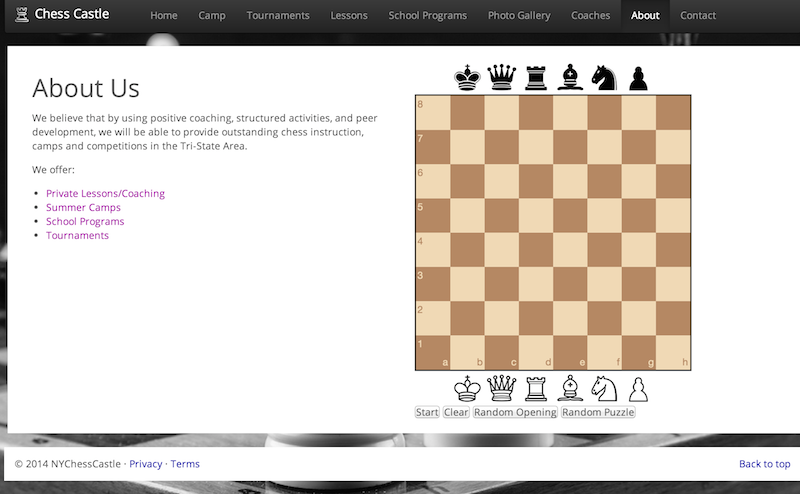 Chess Castle Home Camp Tournaments Lessons School Programs Photo Gallery Coaches About Contact
About Us
We believe that by using positive coaching, structured activities, and peer
development, we will be able to provide outstanding chess instruction,
camps and competitions in the Tri-State Area.
We offer:
Private Lessons/Coaching
Summer Camps
School Programs
Tournaments
8
7
6
5
4
3
2
1
a b c d e f g h
Start Clear Random Opening Random Puzzle
© 2014 NYChessCastle · Privacy · Terms
Back to top